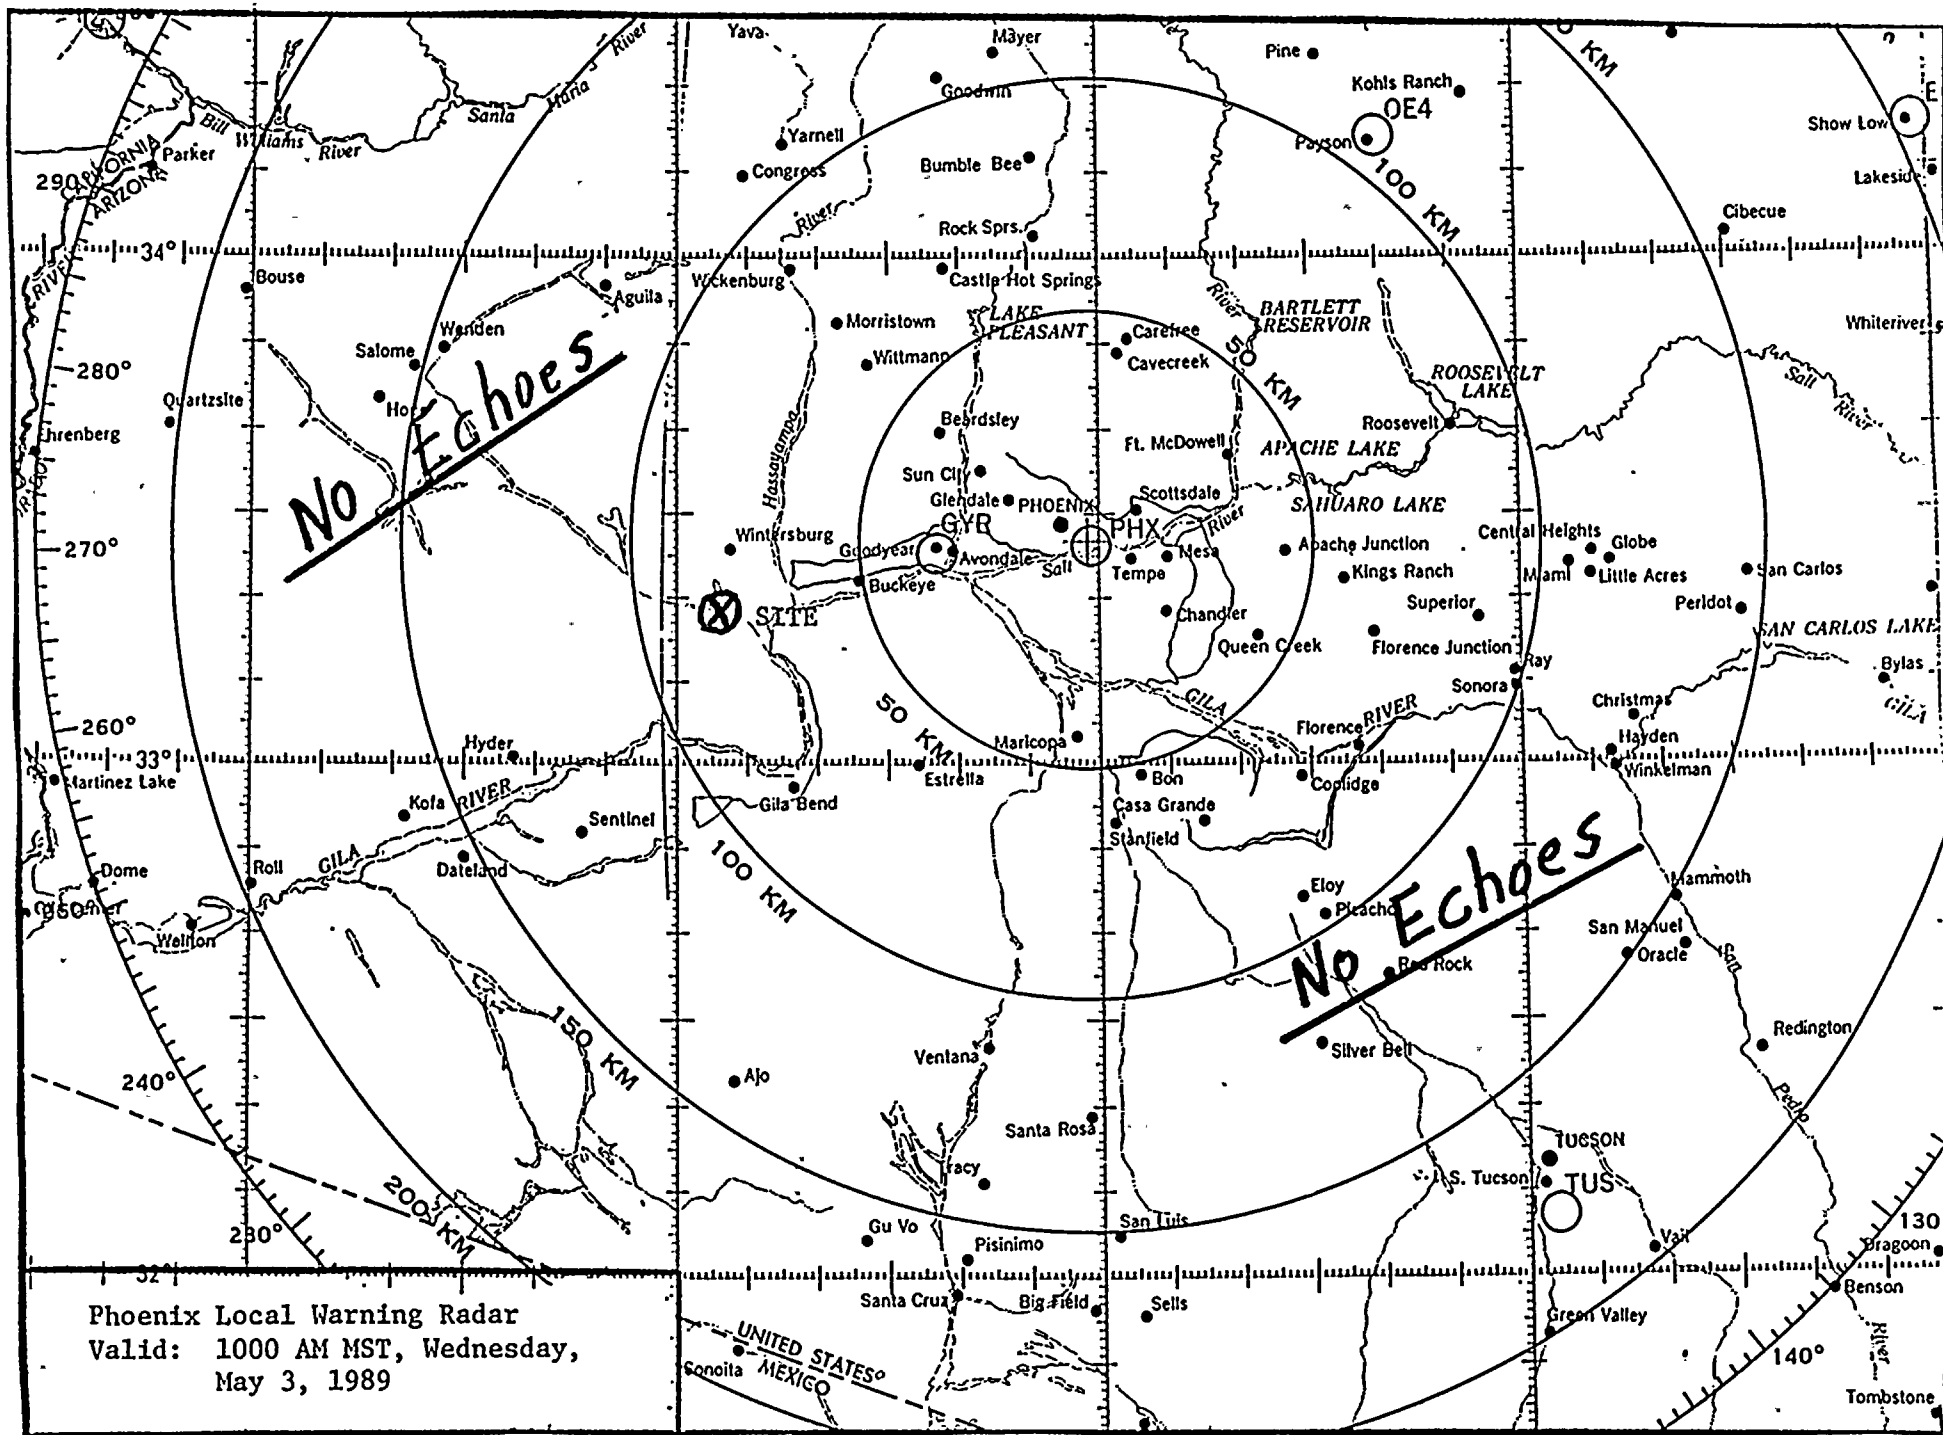 Yava-
River
Mayer
Pine
KM
Goodwin
Kohls Ranch
OE4
E
Santa
Maria
Bill
Williams
River
Yarnell
Show Low
Payson
CALIFORNIA
Parker
Congress
Bumble Bee
100 KM
Lakeside
290°
ARIZONA
River
Cibecue
Rock Sprs.
34°
RIVER
Bouse
Wickenburg
Castle Hot Springs
Aguila
River
BARTLETT
RESERVOIR
LAKE
PLEASANT
Morristown
Wenden
Carefree
Whiteriver
Salome
Wittmann
Cavecreek
50 KM
280°
ROOSEVELT
LAKE
Salt
River
Quartzsite
No Echoes
Beardsley
Roosevelt
Ehrenberg
Ft. McDowell
APACHE LAKE
Hassayampa
Sun Ci
Glendale
PHOENIX
Scottsdale
SAHUARO LAKE
GYR
PHX
River
270°
Wintersburg
Goodyear
Avondale
Salt
Tempe
Mesa
Apache Junction
Central Heights
Globe
Buckeye
Kings Ranch
Miami
Little Acres
San Carlos
X SITE
Chandler
Superior
Peridot
Queen Creek
Florence Junction
SAN CARLOS LAKE
Ray
Bylas
Sonora
GILA
50 KM
GILA
RIVER
Christmas
260°
Florence
Hyder
Maricopa
Hayden
33°
Martinez Lake
Estrella
Bon
Coolidge
Winkelman
Kofa
RIVER
Gila Bend
Casa Grande
Sentinel
Stanfield
GILA
100 KM
Dome
Roll
Dateland
Eloy
Mammoth
Picacho
No Echoes
Wellton
San Manuel
Oracle
San
Red Rock
150 KM
Redington
Ventana
Silver Bell
240°
Ajo
Pedro
Santa Rosa
TUCSON
S. Tucson
TUS
200 KM
230°
Gu Vo
San Luis
Vail
130
Dragoon
Pisinimo
32°
Benson
Phoenix Local Warning Radar
Santa Cruz
Big Field
Sells
Green Valley
Valid: 1000 AM MST, Wednesday,
UNITED STATES
River
140°
May 3, 1989
Sonoita
MEXICO
Tombstone